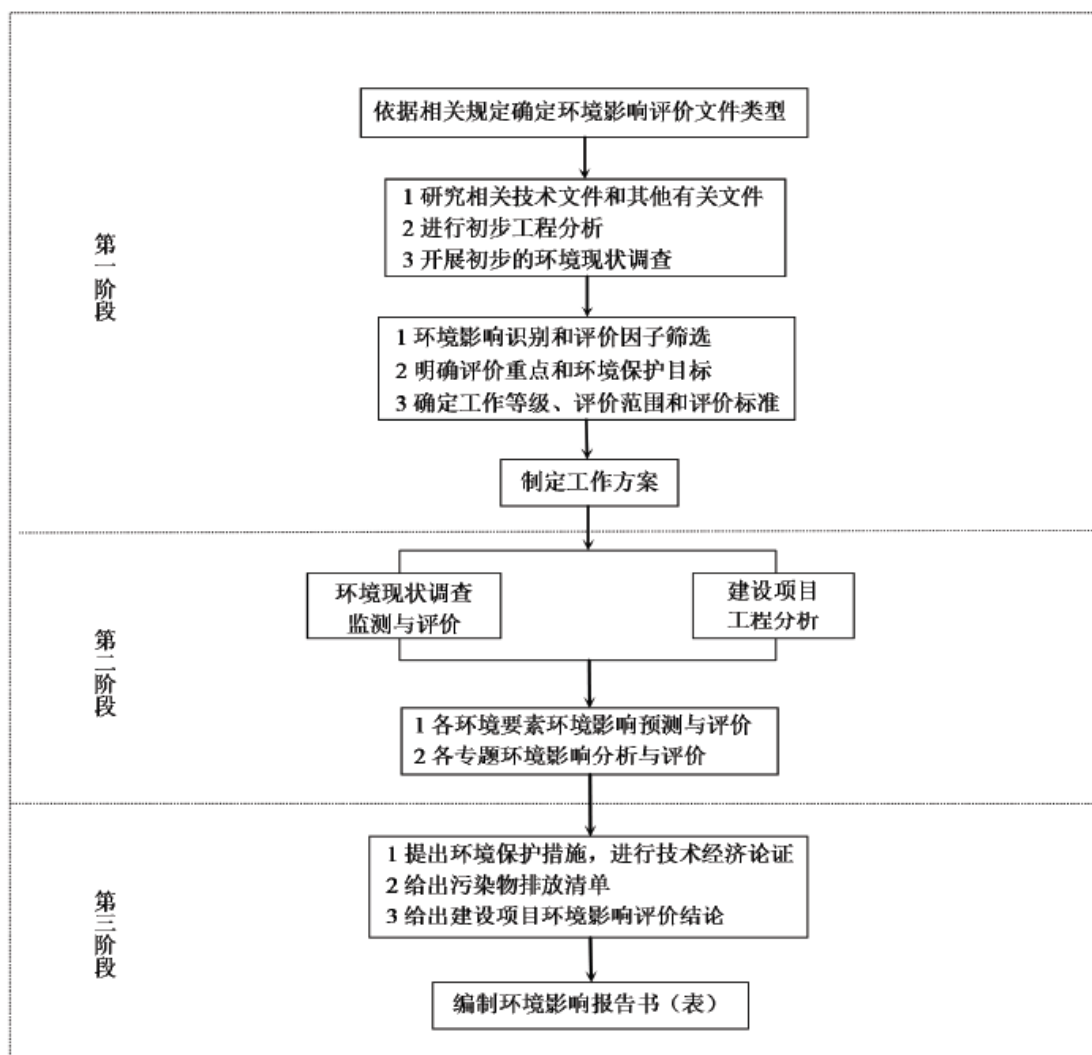 依据相关规定确定环境影响评价文件类型
1 研究相关技术文件和其他有关文件
2 进行初步工程分析
3 开展初步的环境现状调查
第一阶段
1 环境影响识别和评价因子筛选
2 明确评价重点和环境保护目标
3 确定工作等级、评价范围和评价标准
制定工作方案
环境现状调查
监测与评价
建设项目
工程分析
第二阶段
1 各环境要素环境影响预测与评价
2 各专题环境影响分析与评价
1 提出环境保护措施，进行技术经济论证
2 给出污染物排放清单
3 给出建设项目环境影响评价结论
第三阶段
编制环境影响报告书（表）